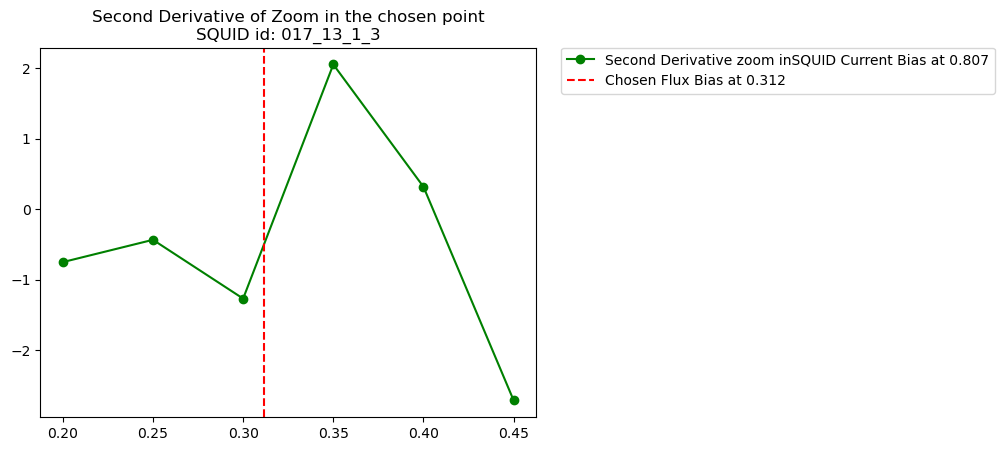 Second Derivative of Zoom in the chosen point
SQUID id: 017_13_1_3
Second Derivative zoom inSQUID Current Bias at 0.807
Chosen Flux Bias at 0.312
2
1
0
−1
−2
0.20 0.25 0.30 0.35 0.40 0.45